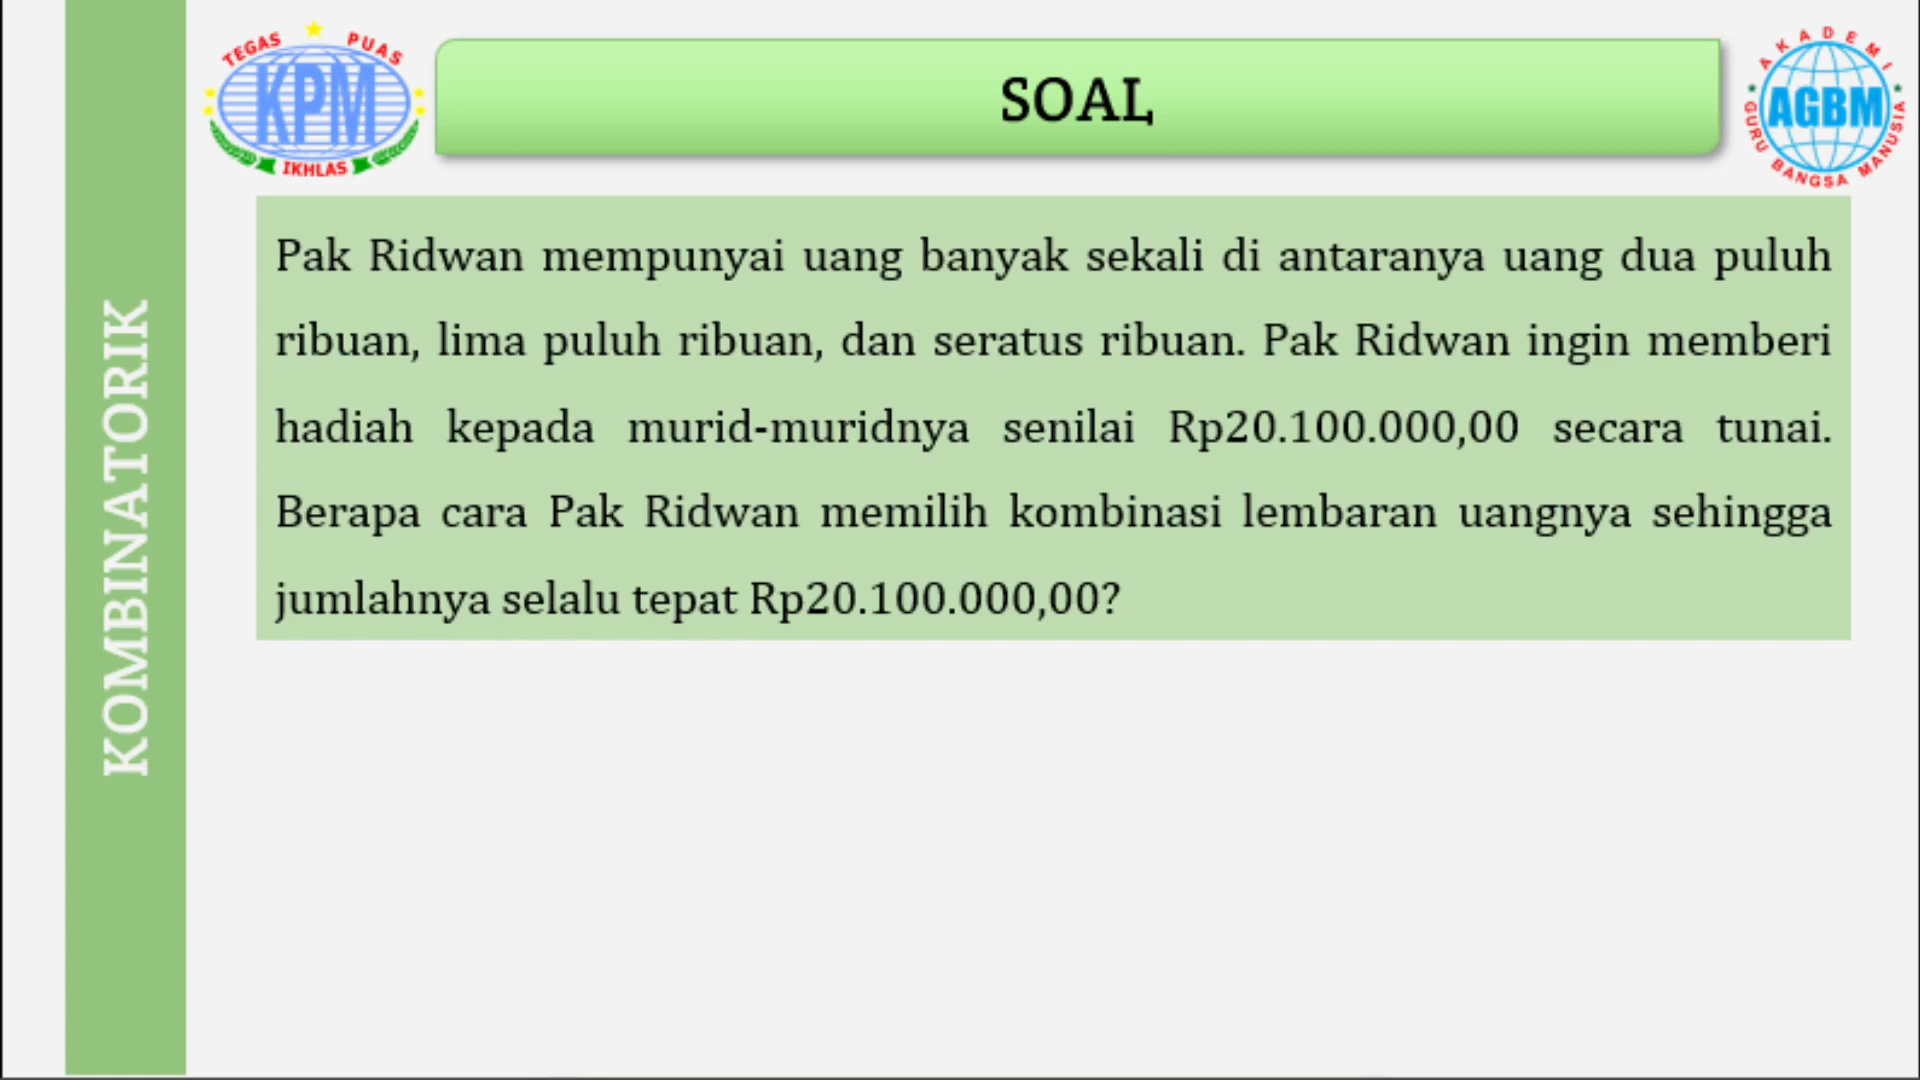 TEGAS PUAS
KPM
IKHLAS
SOAL
AKADEMI
AGBM
GURU BANGSA MANUSIA
KOMBINATORIK
Pak Ridwan mempunyai uang banyak sekali di antaranya uang dua puluh
ribuan, lima puluh ribuan, dan seratus ribuan. Pak Ridwan ingin memberi
hadiah kepada murid-muridnya senilai Rp20.100.000,00 secara tunai.
Berapa cara Pak Ridwan memilih kombinasi lembaran uangnya sehingga
jumlahnya selalu tepat Rp20.100.000,00?